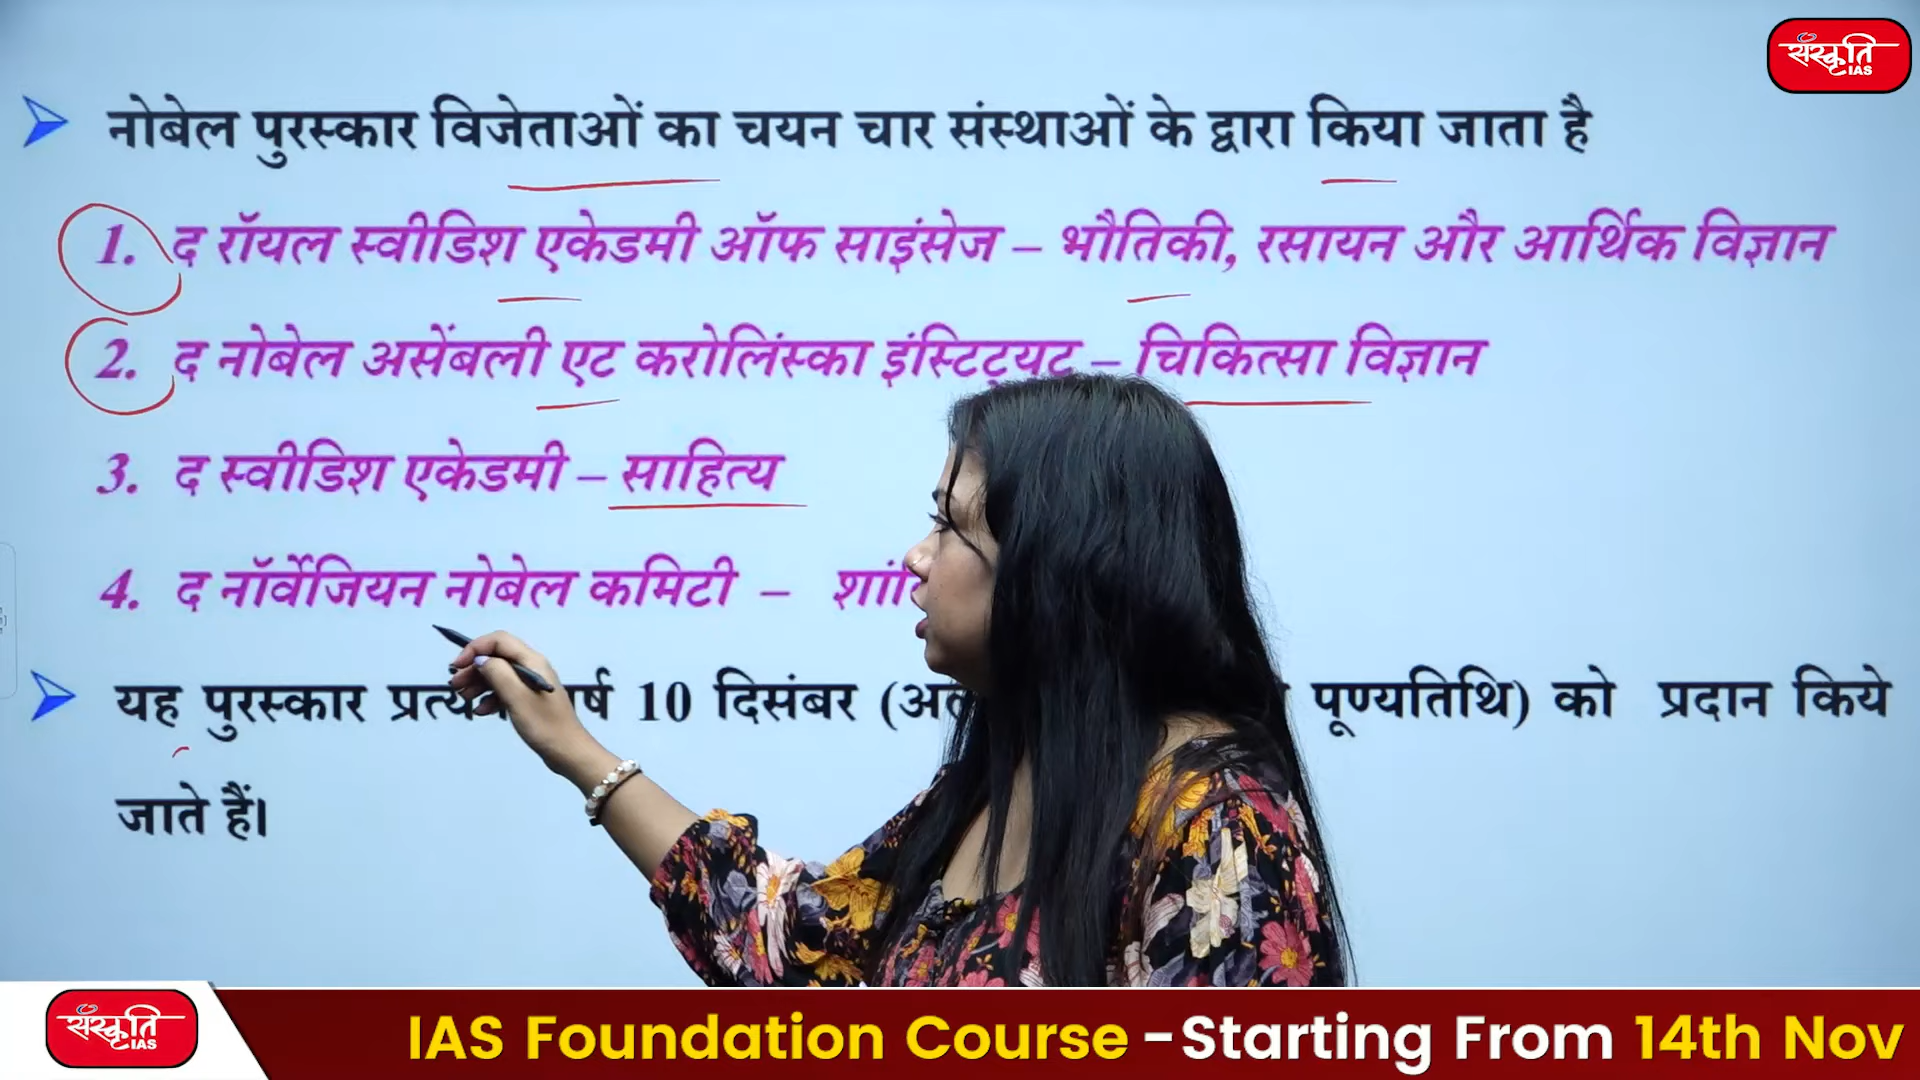 संस्कृति
IAS
नोबेल पुरस्कार विजेताओं का चयन चार संस्थाओं के द्वारा किया जाता है
1. द रॉयल स्वीडिश एकेडमी ऑफ साइंसेज – भौतिकी, रसायन और आर्थिक विज्ञान
2. द नोबेल असेंबली एट करोलिंस्का इंस्टिट्यूट – चिकित्सा विज्ञान
3. द स्वीडिश एकेडमी – साहित्य
4. द नॉर्वेजियन नोबेल कमिटी –
यह पुरस्कार वर्ष 10 दिसंबर पूण्यतिथि) को प्रदान किये
जाते हैं।
संस्कृति
IAS
IAS Foundation Course -Starting From 14th Nov